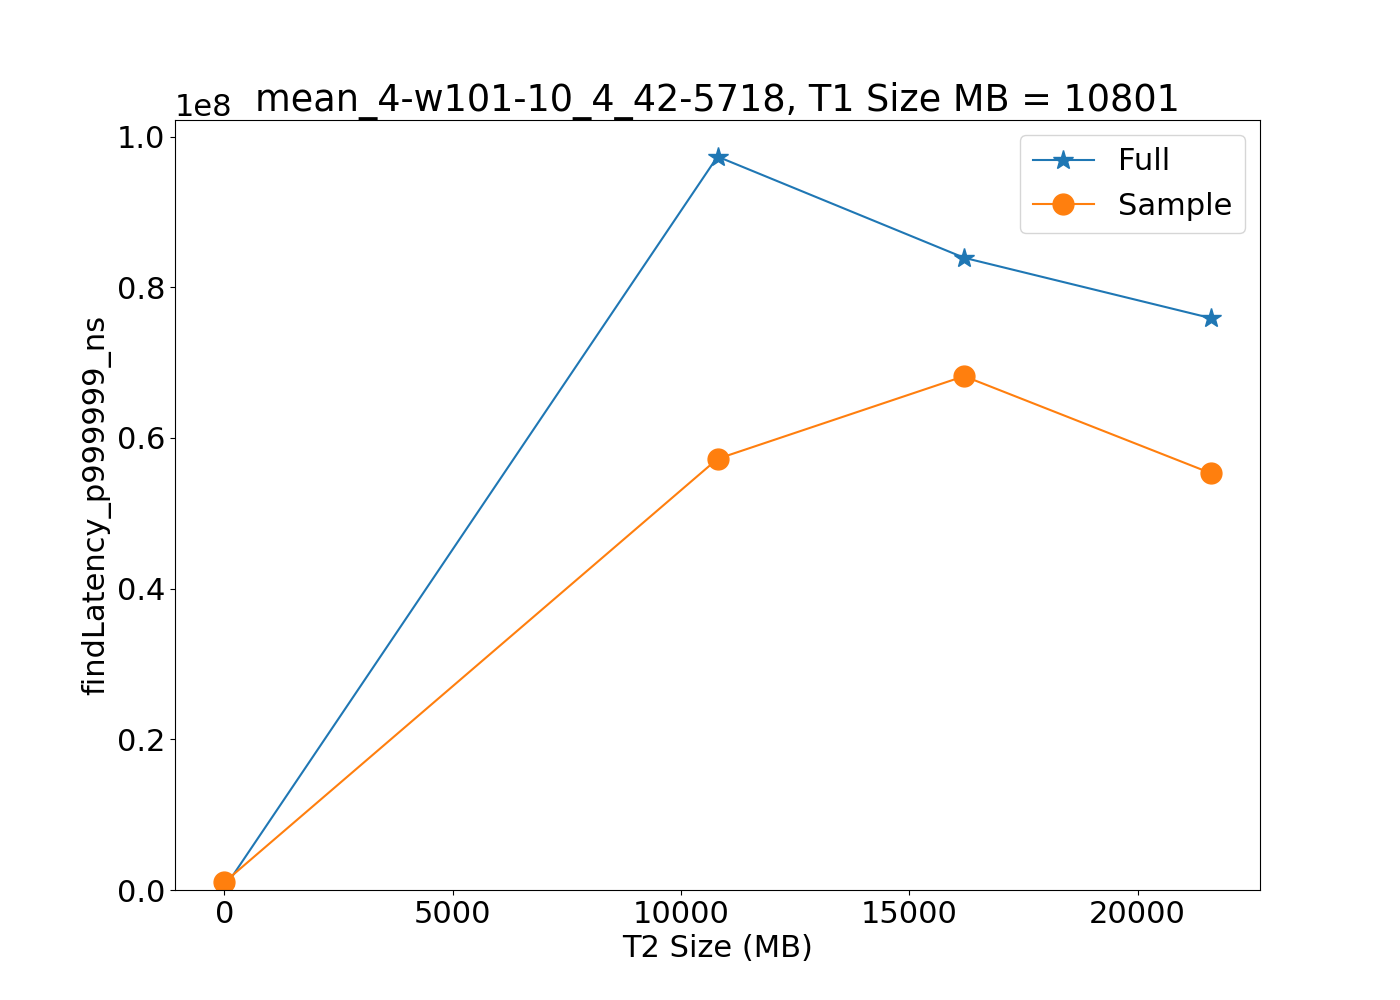 mean_4-w101-10_4_42-5718, T1 Size MB = 10801
1e8
1.0
0.8
0.6
0.4
0.2
0.0
findLatency_p999999_ns
Full
Sample
0
5000
10000
15000
20000
T2 Size (MB)